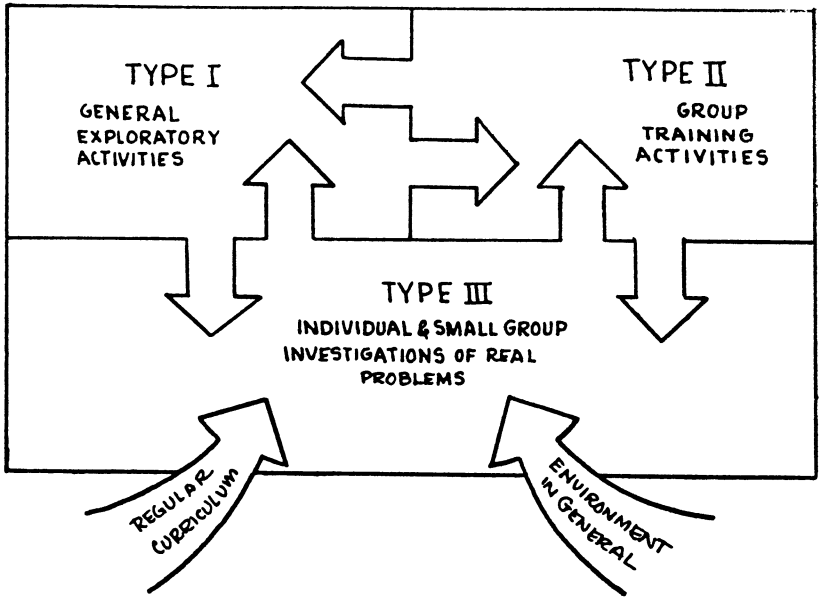 TYPE I
GENERAL
EXPLORATORY
ACTIVITIES
TYPE II
GROUP
TRAINING
ACTIVITIES
TYPE III
INDIVIDUAL & SMALL GROUP
INVESTIGATIONS OF REAL
PROBLEMS
REGULAR
CURRICULUM
ENVIRONMENT
IN GENERAL